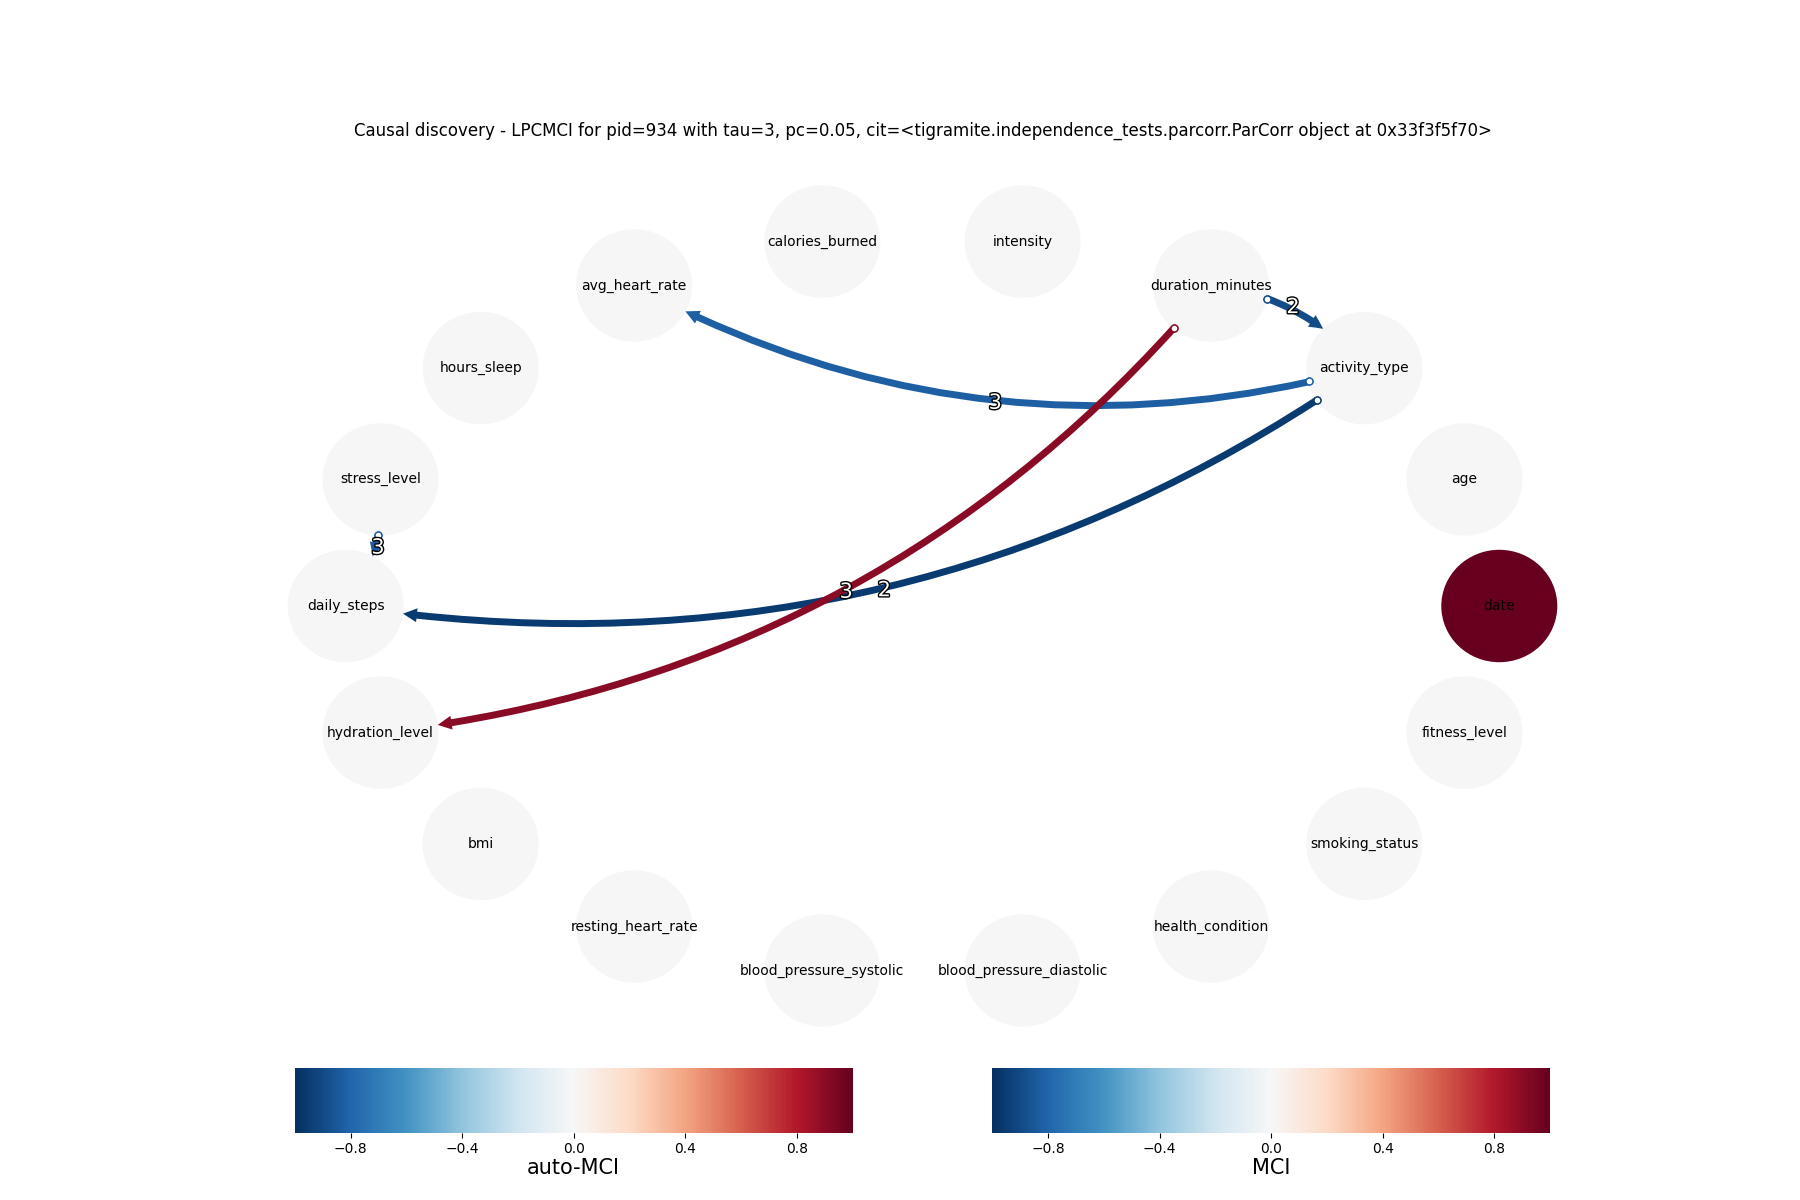 Causal discovery - LPCMCI for pid=934 with tau=3, pc=0.05, cit=<tigramite.independence_tests.parcorr.ParCorr object at 0x33f3f5f70>
calories_burned
intensity
avg_heart_rate
duration_minutes
2
hours_sleep
activity_type
3
stress_level
age
3
3
2
daily_steps
date
hydration_level
fitness_level
bmi
smoking_status
resting_heart_rate
health_condition
blood_pressure_systolic
blood_pressure_diastolic
−0.8
−0.4
0.0
0.4
0.8
auto-MCI
−0.8
−0.4
0.0
0.4
0.8
MCI